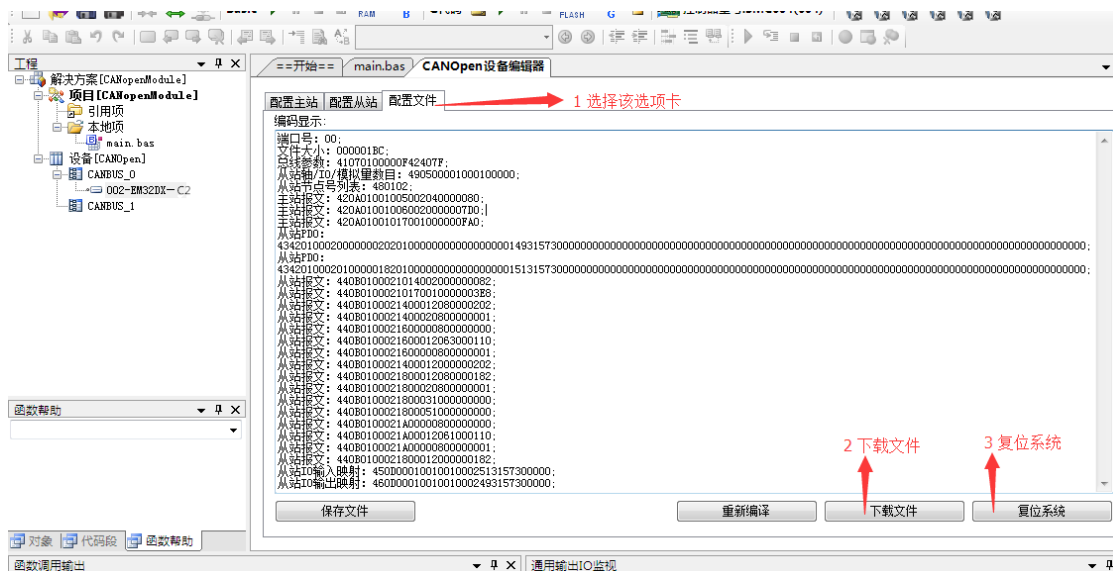 RAM
B
FLASH
G
工程
解决方案[CANopenModule]
项目[CANopenModule]
引用项
本地项
main.bas
设备[CANOpen]
CANBUS_0
002-EM32DX-C2
CANBUS_1
函数帮助
对象 代码段 函数帮助
==开始== main.bas CANOpen设备编辑器
配置主站 配置从站 配置文件
1 选择该选项卡
编码显示:
端口号: 00;
文件大小: 000001BC;
总线参数: 41070100000F42407F;
从站轴/IO/模拟量数目: 490500001000100000;
从站节点号列表: 480102;
主站报文: 420A01001005002040000080;
主站报文: 420A010010060020000007D0;
主站报文: 420A01001017001000000FA0;
从站PDO:
从站PDO:
从站报文: 440B0100021014002000000082;
从站报文: 440B01000210170010000003E8;
从站报文: 440B0100021400012080000202;
从站报文: 440B0100021400020800000001;
从站报文: 440B0100021600000800000000;
从站报文: 440B0100021600012063000110;
从站报文: 440B0100021600000800000001;
从站报文: 440B0100021400012000000202;
从站报文: 440B0100021800012080000182;
从站报文: 440B0100021800020800000001;
从站报文: 440B0100021800031000000000;
从站报文: 440B0100021800051000000000;
从站报文: 440B0100021A00000800000000;
从站报文: 440B0100021A00012061000110;
从站报文: 440B0100021A00000800000001;
从站报文: 440B0100021800012000000182;
从站IO输入映射: 450D00010010010002513157300000;
从站IO输出映射: 460D00010010010002493157300000;
2 下载文件
3 复位系统
保存文件 重新编译 下载文件 复位系统
函数调用输出
通用输出IO监视